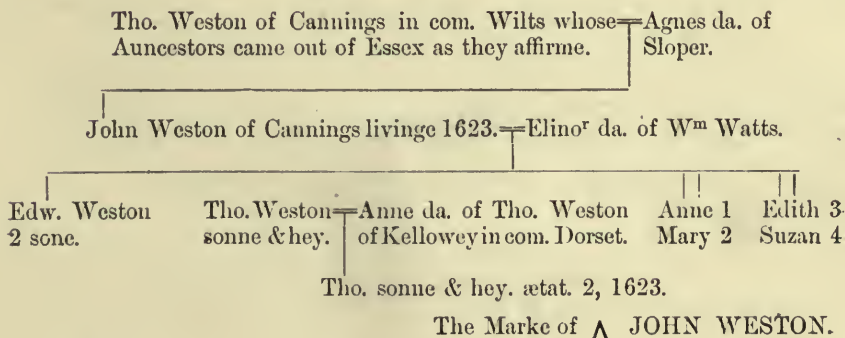 Tho. Weston of Cannings in com. Wilts whose=Agnes da. of
Auncestors came out of Essex as they affirme. Sloper.
John Weston of Cannings livinge 1623.=Elinoʳ da. of Wᵐ Watts.
Edw. Weston Tho. Weston=Anne da. of Tho. Weston Anne 1 Edith 3
2 sone. sonne & hey. of Kellowey in com. Dorset. Mary 2 Suzan 4
Tho. sonne & hey. ætat. 2, 1623.
The Marke of Λ JOHN WESTON.